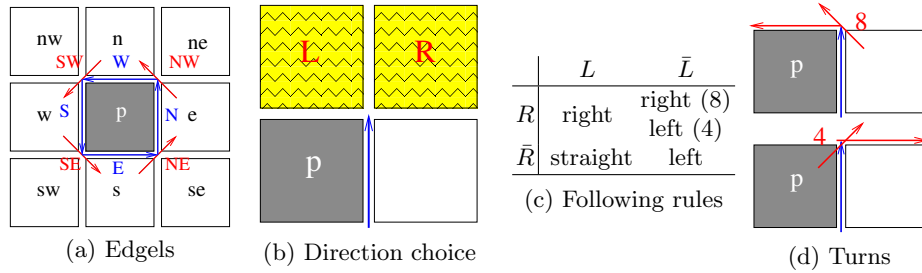 nw n ne
SW W NW
w S p N e
SE E NE
sw s se
(a) Edgels
L R
p
(b) Direction choice
L L̄
R right right (8)
left (4)
R̄ straight left
(c) Following rules
8
p
4
p
(d) Turns